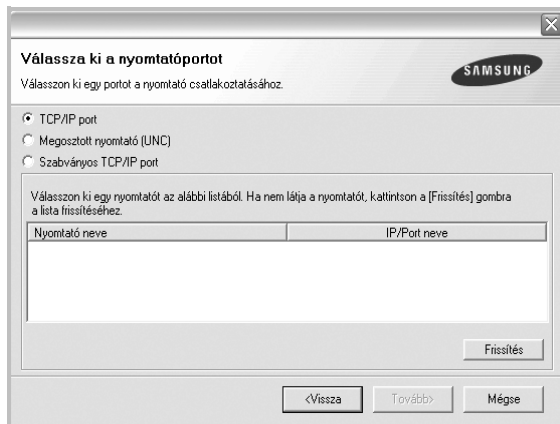 Válassza ki a nyomtatóportot
Válasszon ki egy portot a nyomtató csatlakoztatásához.
SAMSUNG
TCP/IP port
Megosztott nyomtató (UNC)
Szabványos TCP/IP port
Válasszon ki egy nyomtatót az alábbi listából. Ha nem látja a nyomtatót, kattintson a [Frissítés] gombra
a lista frissítéséhez.
Nyomtató neve IP/Port neve
Frissítés
<Vissza Tovább> Mégse